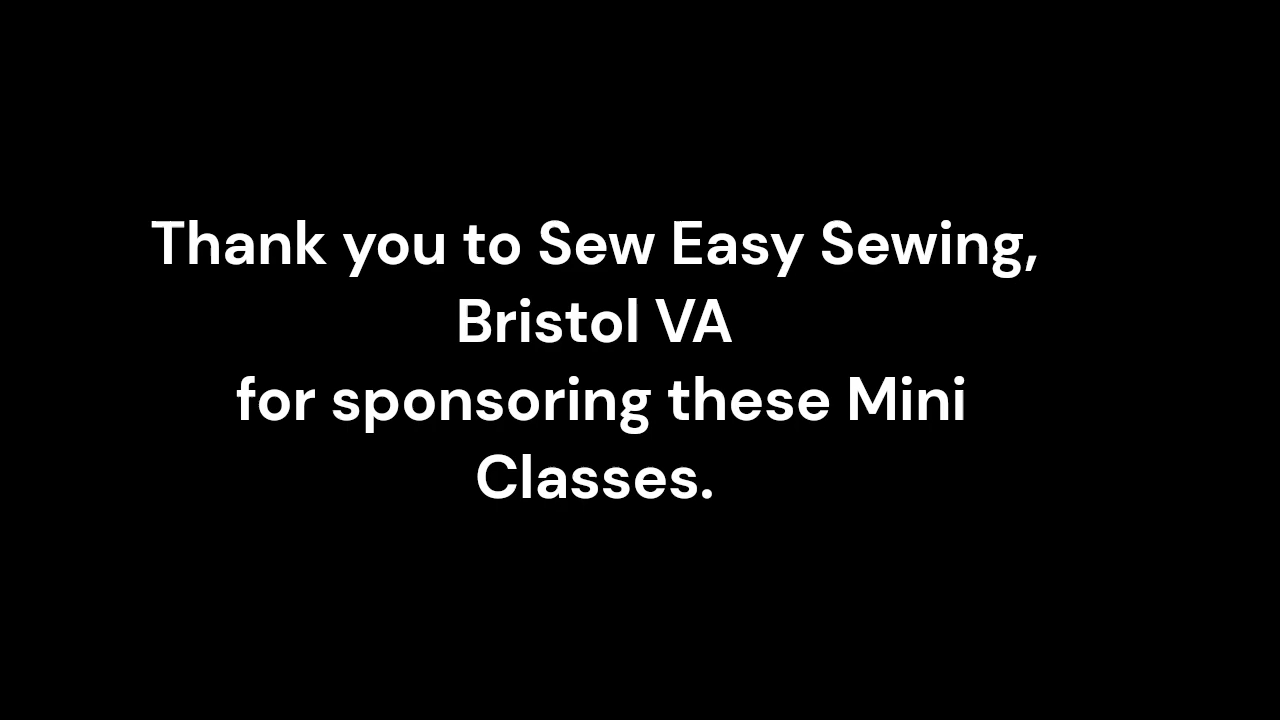 Thank you to Sew Easy Sewing,
Bristol VA
for sponsoring these Mini
Classes.